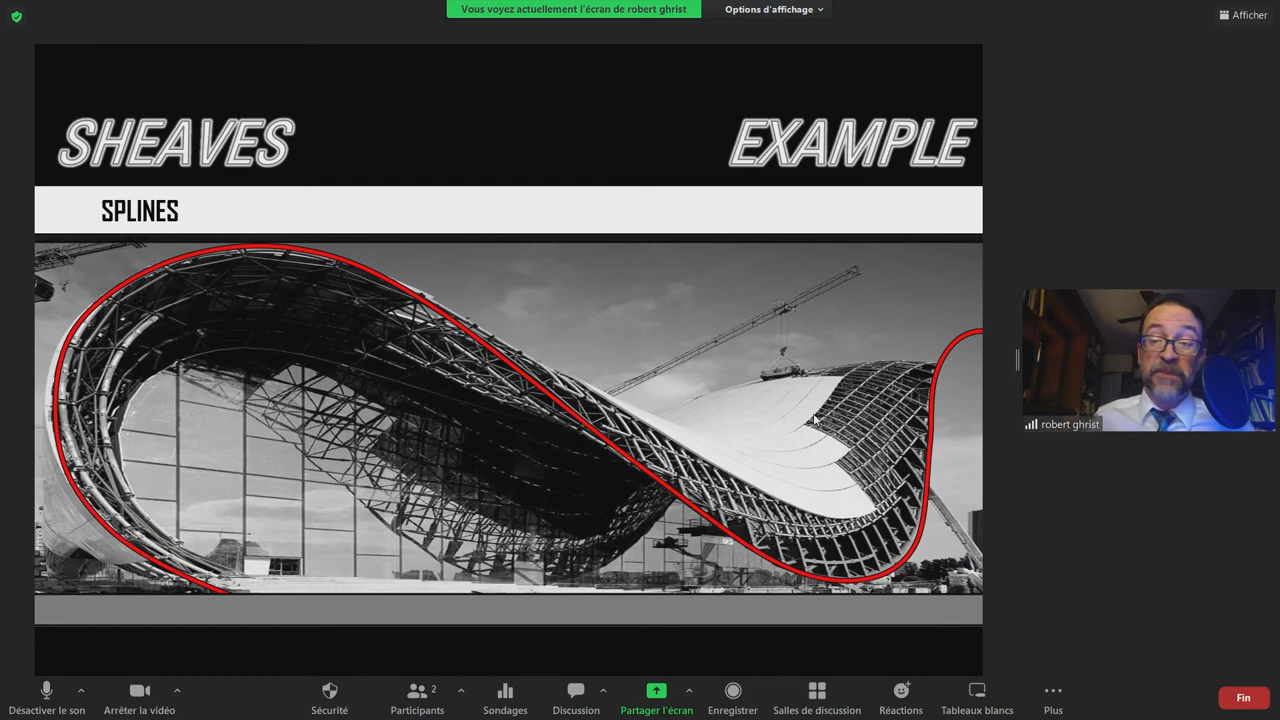 Vous voyez actuellement l'écran de robert ghrist
Options d'affichage
Afficher
SHEAVES
EXAMPLE
SPLINES
robert ghrist
2
Désactiver le son
Arrêter la vidéo
Sécurité
Participants
Sondages
Discussion
Partager l'écran
Enregistrer
Salles de discussion
Réactions
Tableaux blancs
Plus
Fin